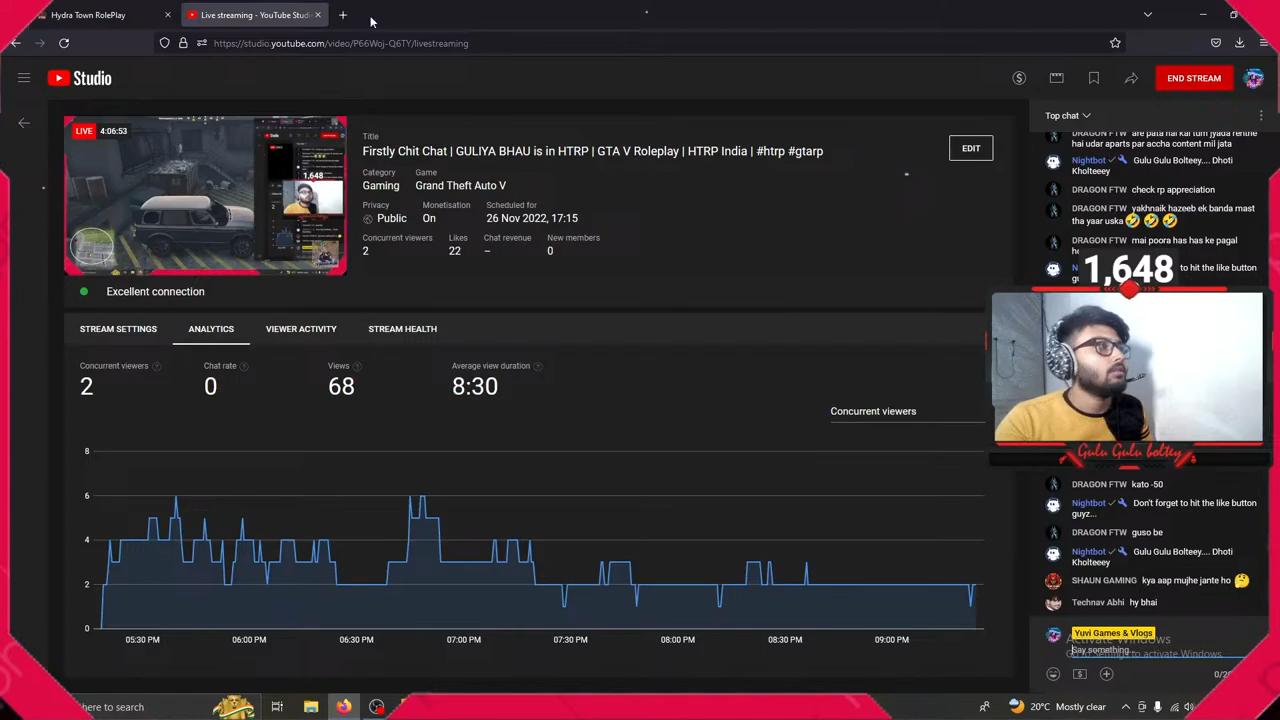 Hydra Town RolePlay
Live streaming - YouTube Studi
https://studio.youtube.com/video/P66Woj-Q6TY/livestreaming
Studio
END STREAM
LIVE 4:06:53
1,648
Title
Firstly Chit Chat | GULIYA BHAU is in HTRP | GTA V Roleplay | HTRP India | #htrp #gtarp
EDIT
Category
Game
Gaming
Grand Theft Auto V
Privacy
Monetisation
Scheduled for
Public
On
26 Nov 2022, 17:15
Concurrent viewers
Likes
Chat revenue
New members
2
22
–
0
Excellent connection
STREAM SETTINGS
ANALYTICS
VIEWER ACTIVITY
STREAM HEALTH
Concurrent viewers
Chat rate
Views
Average view duration
2
0
68
8:30
Concurrent viewers
8
6
4
2
0
05:30 PM
06:00 PM
06:30 PM
07:00 PM
07:30 PM
08:00 PM
08:30 PM
09:00 PM
Top chat
DRAGON FTW are pata hai kai tum jyada rehthe
hai udar aparts par accha content mil jata
Nightbot Gulu Gulu Bolteey.... Dhoti
Kholteeey
DRAGON FTW check rp appreciation
DRAGON FTW yakhnaik hazeeb ek banda mast
tha yaar uska 🤣🤣🤣
DRAGON FTW mai poora has has ke pagal
to hit the like button
1,648
Gulu Gulu boltey
DRAGON FTW kato -50
Nightbot Don't forget to hit the like button
guyz...
DRAGON FTW guso be
Nightbot Gulu Gulu Bolteey.... Dhoti
Kholteeey
SHAUN GAMING kya aap mujhe jante ho 🤔
Technav Abhi hy bhai
Yuvi Games & Vlogs
Say something...
Activate Windows
Go to Settings to activate Windows.
here to search
20°C Mostly clear